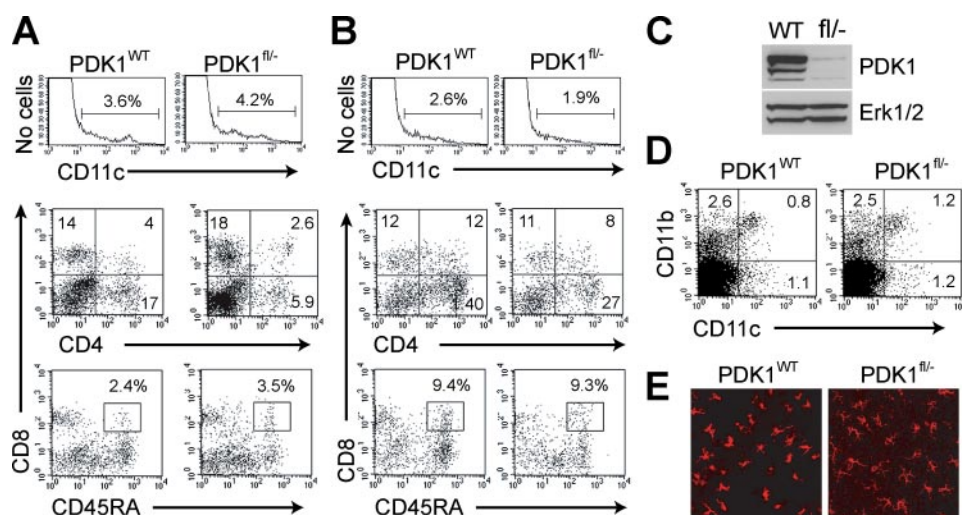 A
PDK1WT PDK1fl/-
No cells
3.6% 4.2%
CD11c
14 4 18 2.6
17 5.9
CD4
2.4% 3.5%
CD8
CD45RA
B
PDK1WT PDK1fl/-
No cells
2.6% 1.9%
CD11c
12 12 11 8
40 27
CD4
9.4% 9.3%
CD8
CD45RA
C
WT fl/-
PDK1
Erk1/2
D
PDK1WT PDK1fl/-
2.6 0.8 2.5 1.2
CD11b
1.1 1.2
CD11c
E
PDK1WT PDK1fl/-